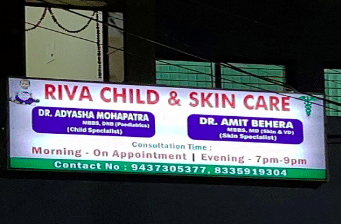 RIVA CHILD & SKIN CARE
DR. ADYASHA MOHAPATRA
MBBS, DNB (Paediatrics)
(Child Specialist)
DR. AMIT BEHERA
MBBS, MD (Skin & VD)
(Skin Specialist)
Consultation Time :
Morning - On Appointment | Evening - 7pm-9pm
Contact No : 9437305377, 8335919304